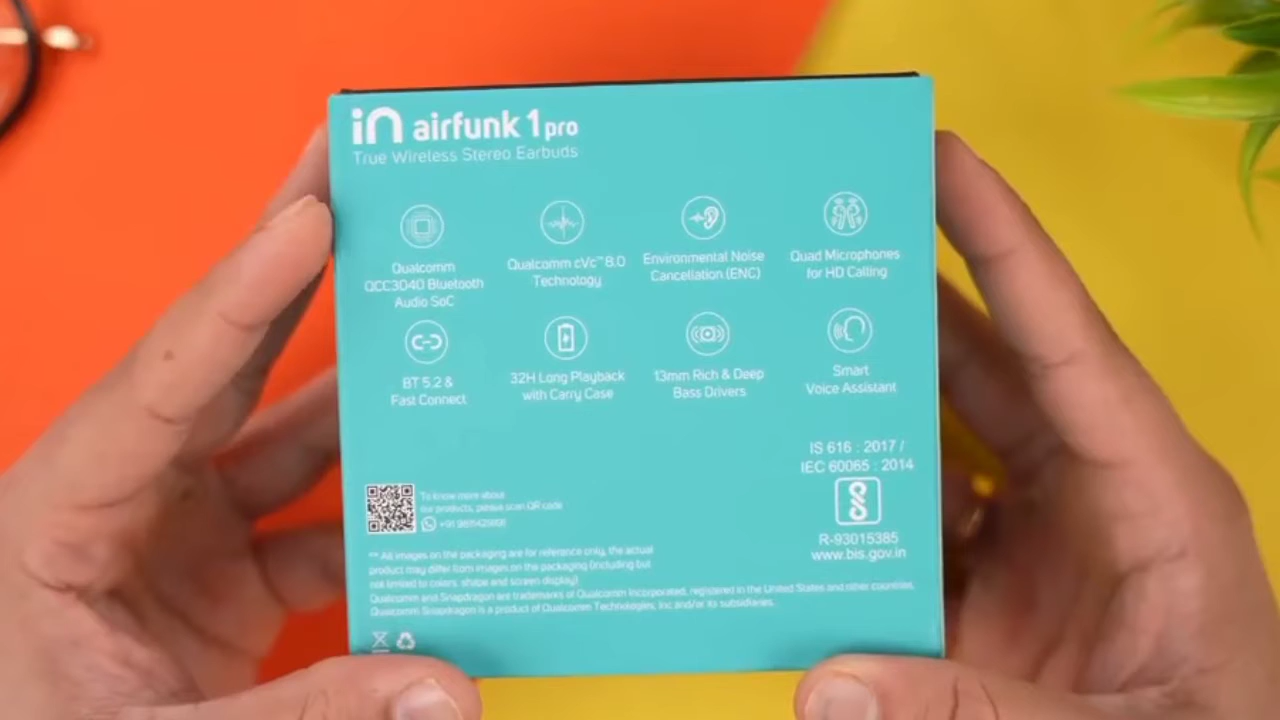 in airfunk 1 pro
True Wireless Stereo Earbuds
Qualcomm
QCC3040 Bluetooth
Audio SoC
Qualcomm cVc™ 8.0
Technology
Environmental Noise
Cancellation (ENC)
Quad Microphones
for HD Calling
BT 5.2 &
Fast Connect
32H Long Playback
with Carry Case
13mm Rich & Deep
Bass Drivers
Smart
Voice Assistant
IS 616 : 2017 /
IEC 60065 : 2014
R-93015385
www.bis.gov.in
To know more about
our products, please scan QR code
** All images on the packaging are for reference only, the actual
product may differ from images on the packaging (including but
not limited to colors, shape and screen display)
Qualcomm and Snapdragon are trademarks of Qualcomm Incorporated, registered in the United States and other countries.
Qualcomm Snapdragon is a product of Qualcomm Technologies, Inc and/or its subsidiaries.